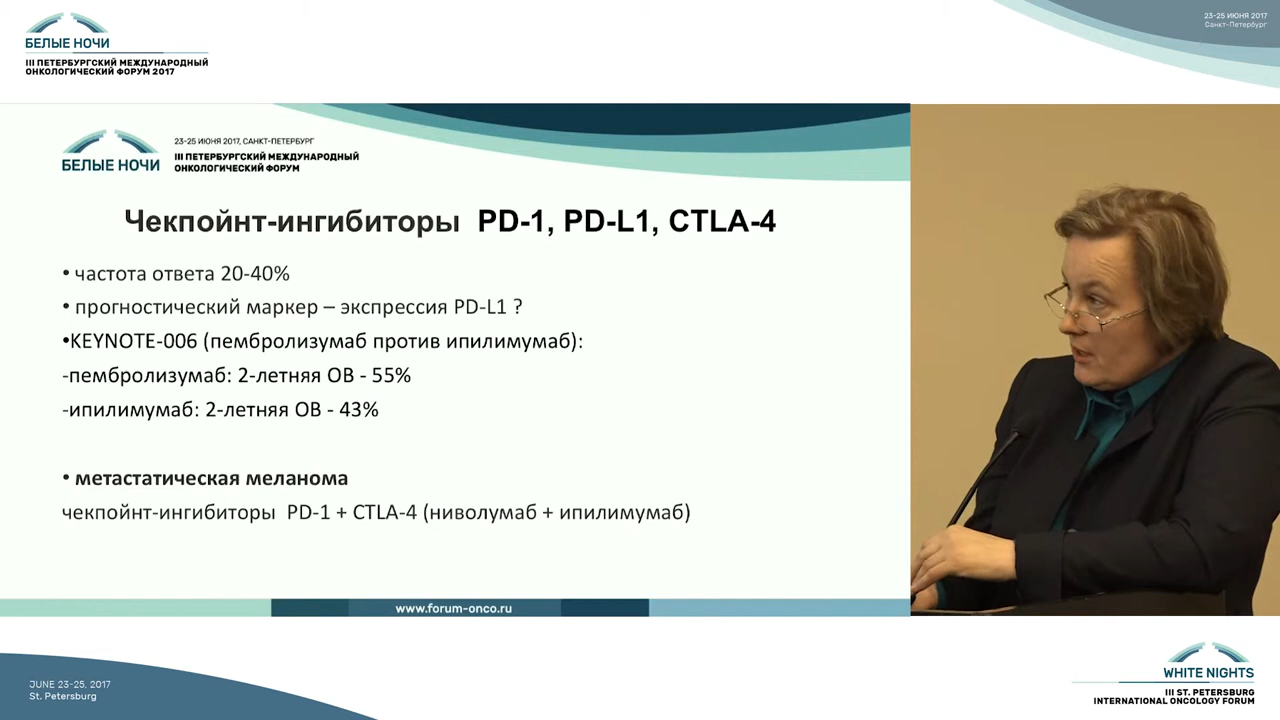 БЕЛЫЕ НОЧИ
III ПЕТЕРБУРГСКИЙ МЕЖДУНАРОДНЫЙ
ОНКОЛОГИЧЕСКИЙ ФОРУМ 2017
23-25 ИЮНЯ 2017
Санкт-Петербург
БЕЛЫЕ НОЧИ
23-25 ИЮНЯ 2017, САНКТ-ПЕТЕРБУРГ
III ПЕТЕРБУРГСКИЙ МЕЖДУНАРОДНЫЙ
ОНКОЛОГИЧЕСКИЙ ФОРУМ
Чекпойнт-ингибиторы PD-1, PD-L1, CTLA-4
• частота ответа 20-40%
• прогностический маркер – экспрессия PD-L1 ?
•KEYNOTE-006 (пембролизумаб против ипилимумаб):
-пембролизумаб: 2-летняя ОВ - 55%
-ипилимумаб: 2-летняя ОВ - 43%
• метастатическая меланома
чекпойнт-ингибиторы PD-1 + CTLA-4 (ниволумаб + ипилимумаб)
www.forum-onco.ru
JUNE 23-25, 2017
St. Petersburg
WHITE NIGHTS
III ST. PETERSBURG
INTERNATIONAL ONCOLOGY FORUM